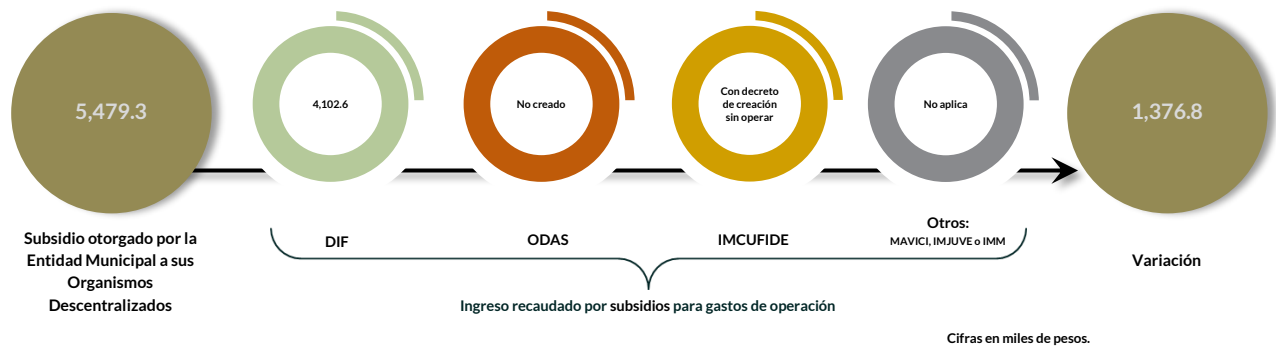 5,479.3
4,102.6
No creado
Con decreto
de creación
sin operar
No aplica
1,376.8
Subsidio otorgado por la
Entidad Municipal a sus
Organismos
Descentralizados
DIF
ODAS
IMCUFIDE
Otros:
MAVICI, IMJUVE o IMM
Variación
Ingreso recaudado por subsidios para gastos de operación
Cifras en miles de pesos.